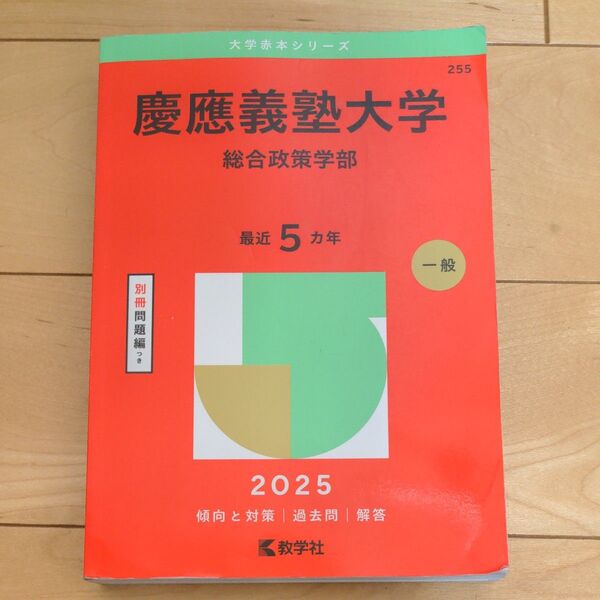 大学赤本シリーズ
255
慶應義塾大学
総合政策学部
最近 5 カ年
一般
別冊問題編つき
2025
傾向と対策｜過去問｜解答
教学社